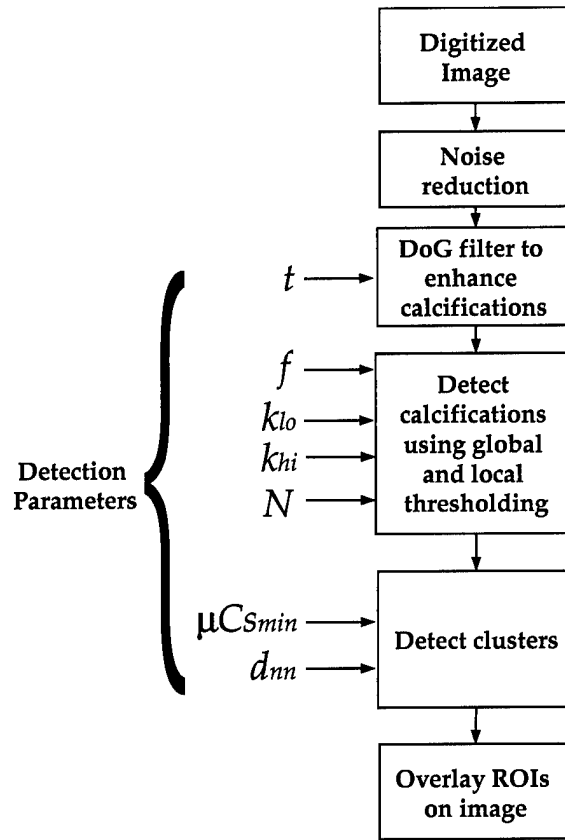 Digitized
Image
Noise
reduction
DoG filter to
enhance
calcifications
t
f
klo
khi
N
Detect
calcifications
using global
and local
thresholding
Detection
Parameters
μCsmin
dnn
Detect clusters
Overlay ROIs
on image